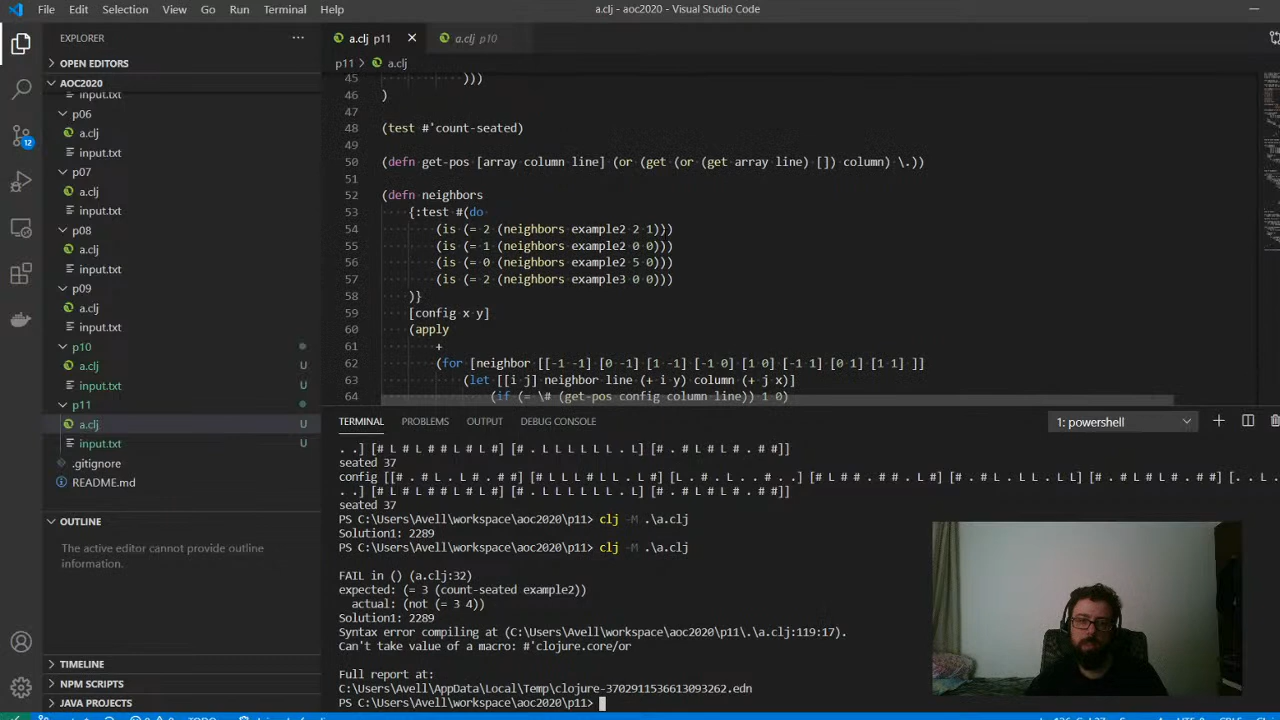 File Edit Selection View Go Run Terminal Help
a.clj - aoc2020 - Visual Studio Code
EXPLORER
OPEN EDITORS
AOC2020
input.txt
p06
a.clj
input.txt
p07
a.clj
input.txt
p08
a.clj
input.txt
p09
a.clj
input.txt
p10
a.clj U
input.txt U
p11
a.clj U
input.txt U
.gitignore
README.md
OUTLINE
The active editor cannot provide outline
information.
TIMELINE
NPM SCRIPTS
JAVA PROJECTS
12
a.clj p11
a.clj p10
p11 > a.clj
45 )))
46 )
47
48 (test #'count-seated)
49
50 (defn get-pos [array column line] (or (get (or (get array line) []) column) \.))
51
52 (defn neighbors
53 {:test #(do
54 (is (= 2 (neighbors example2 2 1)))
55 (is (= 1 (neighbors example2 0 0)))
56 (is (= 0 (neighbors example2 5 0)))
57 (is (= 2 (neighbors example3 0 0)))
58 )}
59 [config x y]
60 (apply
61 +
62 (for [neighbor [[-1 -1] [0 -1] [1 -1] [-1 0] [1 0] [-1 1] [0 1] [1 1] ]]
63 (let [[i j] neighbor line (+ i y) column (+ j x)]
64 (if (= \# (get-pos config column line)) 1 0)
TERMINAL PROBLEMS OUTPUT DEBUG CONSOLE
1: powershell
. .] [# L # L # # L # L #] [# . L L L L L L . L] [# . # L # L # . # #]]
seated 37
config [[# . # L . L # . # #] [# L L L # L L . L #] [L . # . L . . # . .] [# L # # . # # . L #] [# . # L . L L . L L] [# . # L # L # . # #] [. . L .
. .] [# L # L # # L # L #] [# . L L L L L L . L] [# . # L # L # . # #]]
seated 37
PS C:\Users\Avell\workspace\aoc2020\p11> clj -M .\a.clj
Solution1: 2289
PS C:\Users\Avell\workspace\aoc2020\p11> clj -M .\a.clj
FAIL in () (a.clj:32)
expected: (= 3 (count-seated example2))
actual: (not (= 3 4))
Solution1: 2289
Syntax error compiling at (C:\Users\Avell\workspace\aoc2020\p11\.\a.clj:119:17).
Can't take value of a macro: #'clojure.core/or
Full report at:
C:\Users\Avell\AppData\Local\Temp\clojure-3702911536613093262.edn
PS C:\Users\Avell\workspace\aoc2020\p11>